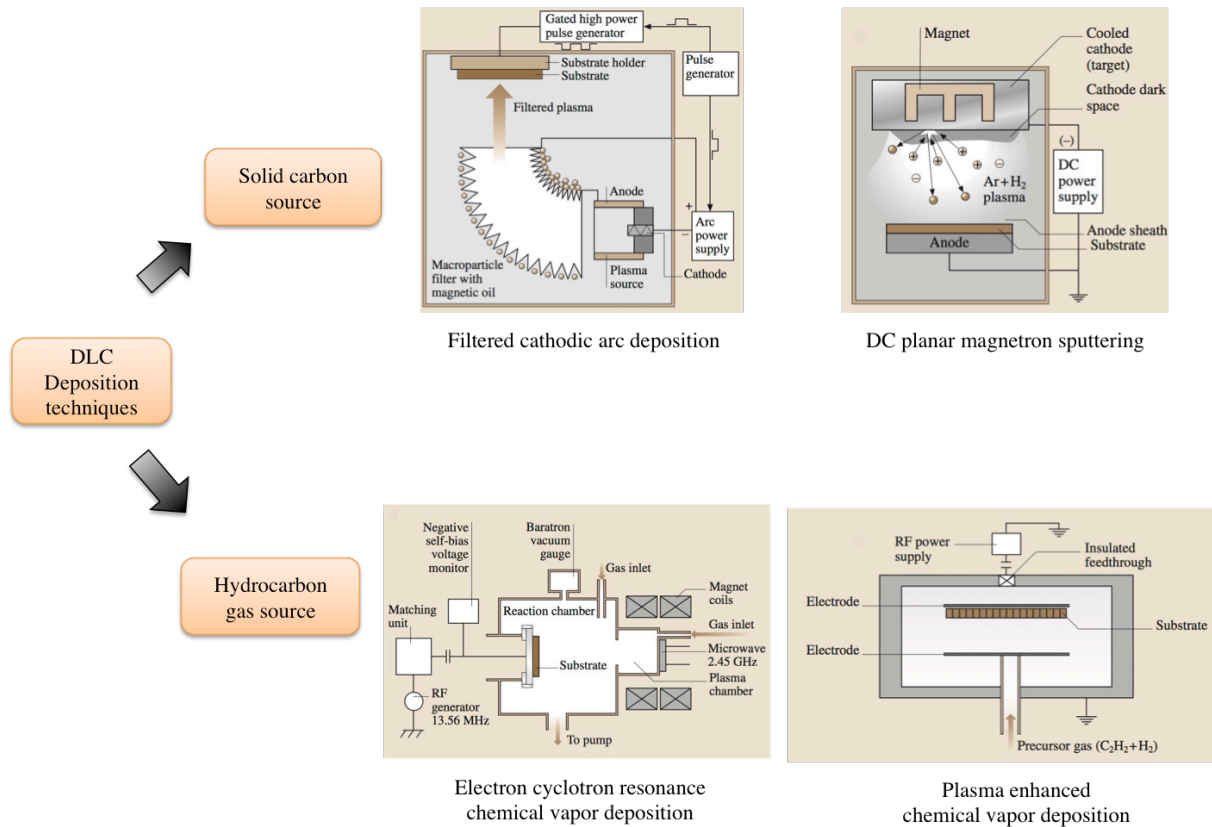 Gated high power
pulse generator
Substrate holder
Substrate
Pulse
generator
Filtered plasma
Anode
+
−
Arc
power
supply
Macroparticle
filter with
magnetic oil
Plasma
source
Cathode
Filtered cathodic arc deposition
Magnet
Cooled
cathode
(target)
Cathode dark
space
(−)
DC
power
supply
Ar+H₂
plasma
Anode sheath
Substrate
Anode
DC planar magnetron sputtering
Solid carbon
source
DLC
Deposition
techniques
Hydrocarbon
gas source
Negative
self-bias
voltage
monitor
Baratron
vacuum
gauge
Gas inlet
Magnet
coils
Reaction chamber
Matching
unit
Gas inlet
Substrate
Microwave
2.45 GHz
Plasma
chamber
RF
generator
13.56 MHz
To pump
Electron cyclotron resonance
chemical vapor deposition
RF power
supply
Insulated
feedthrough
Electrode
Substrate
Electrode
Precursor gas (C₂H₂+H₂)
Plasma enhanced
chemical vapor deposition